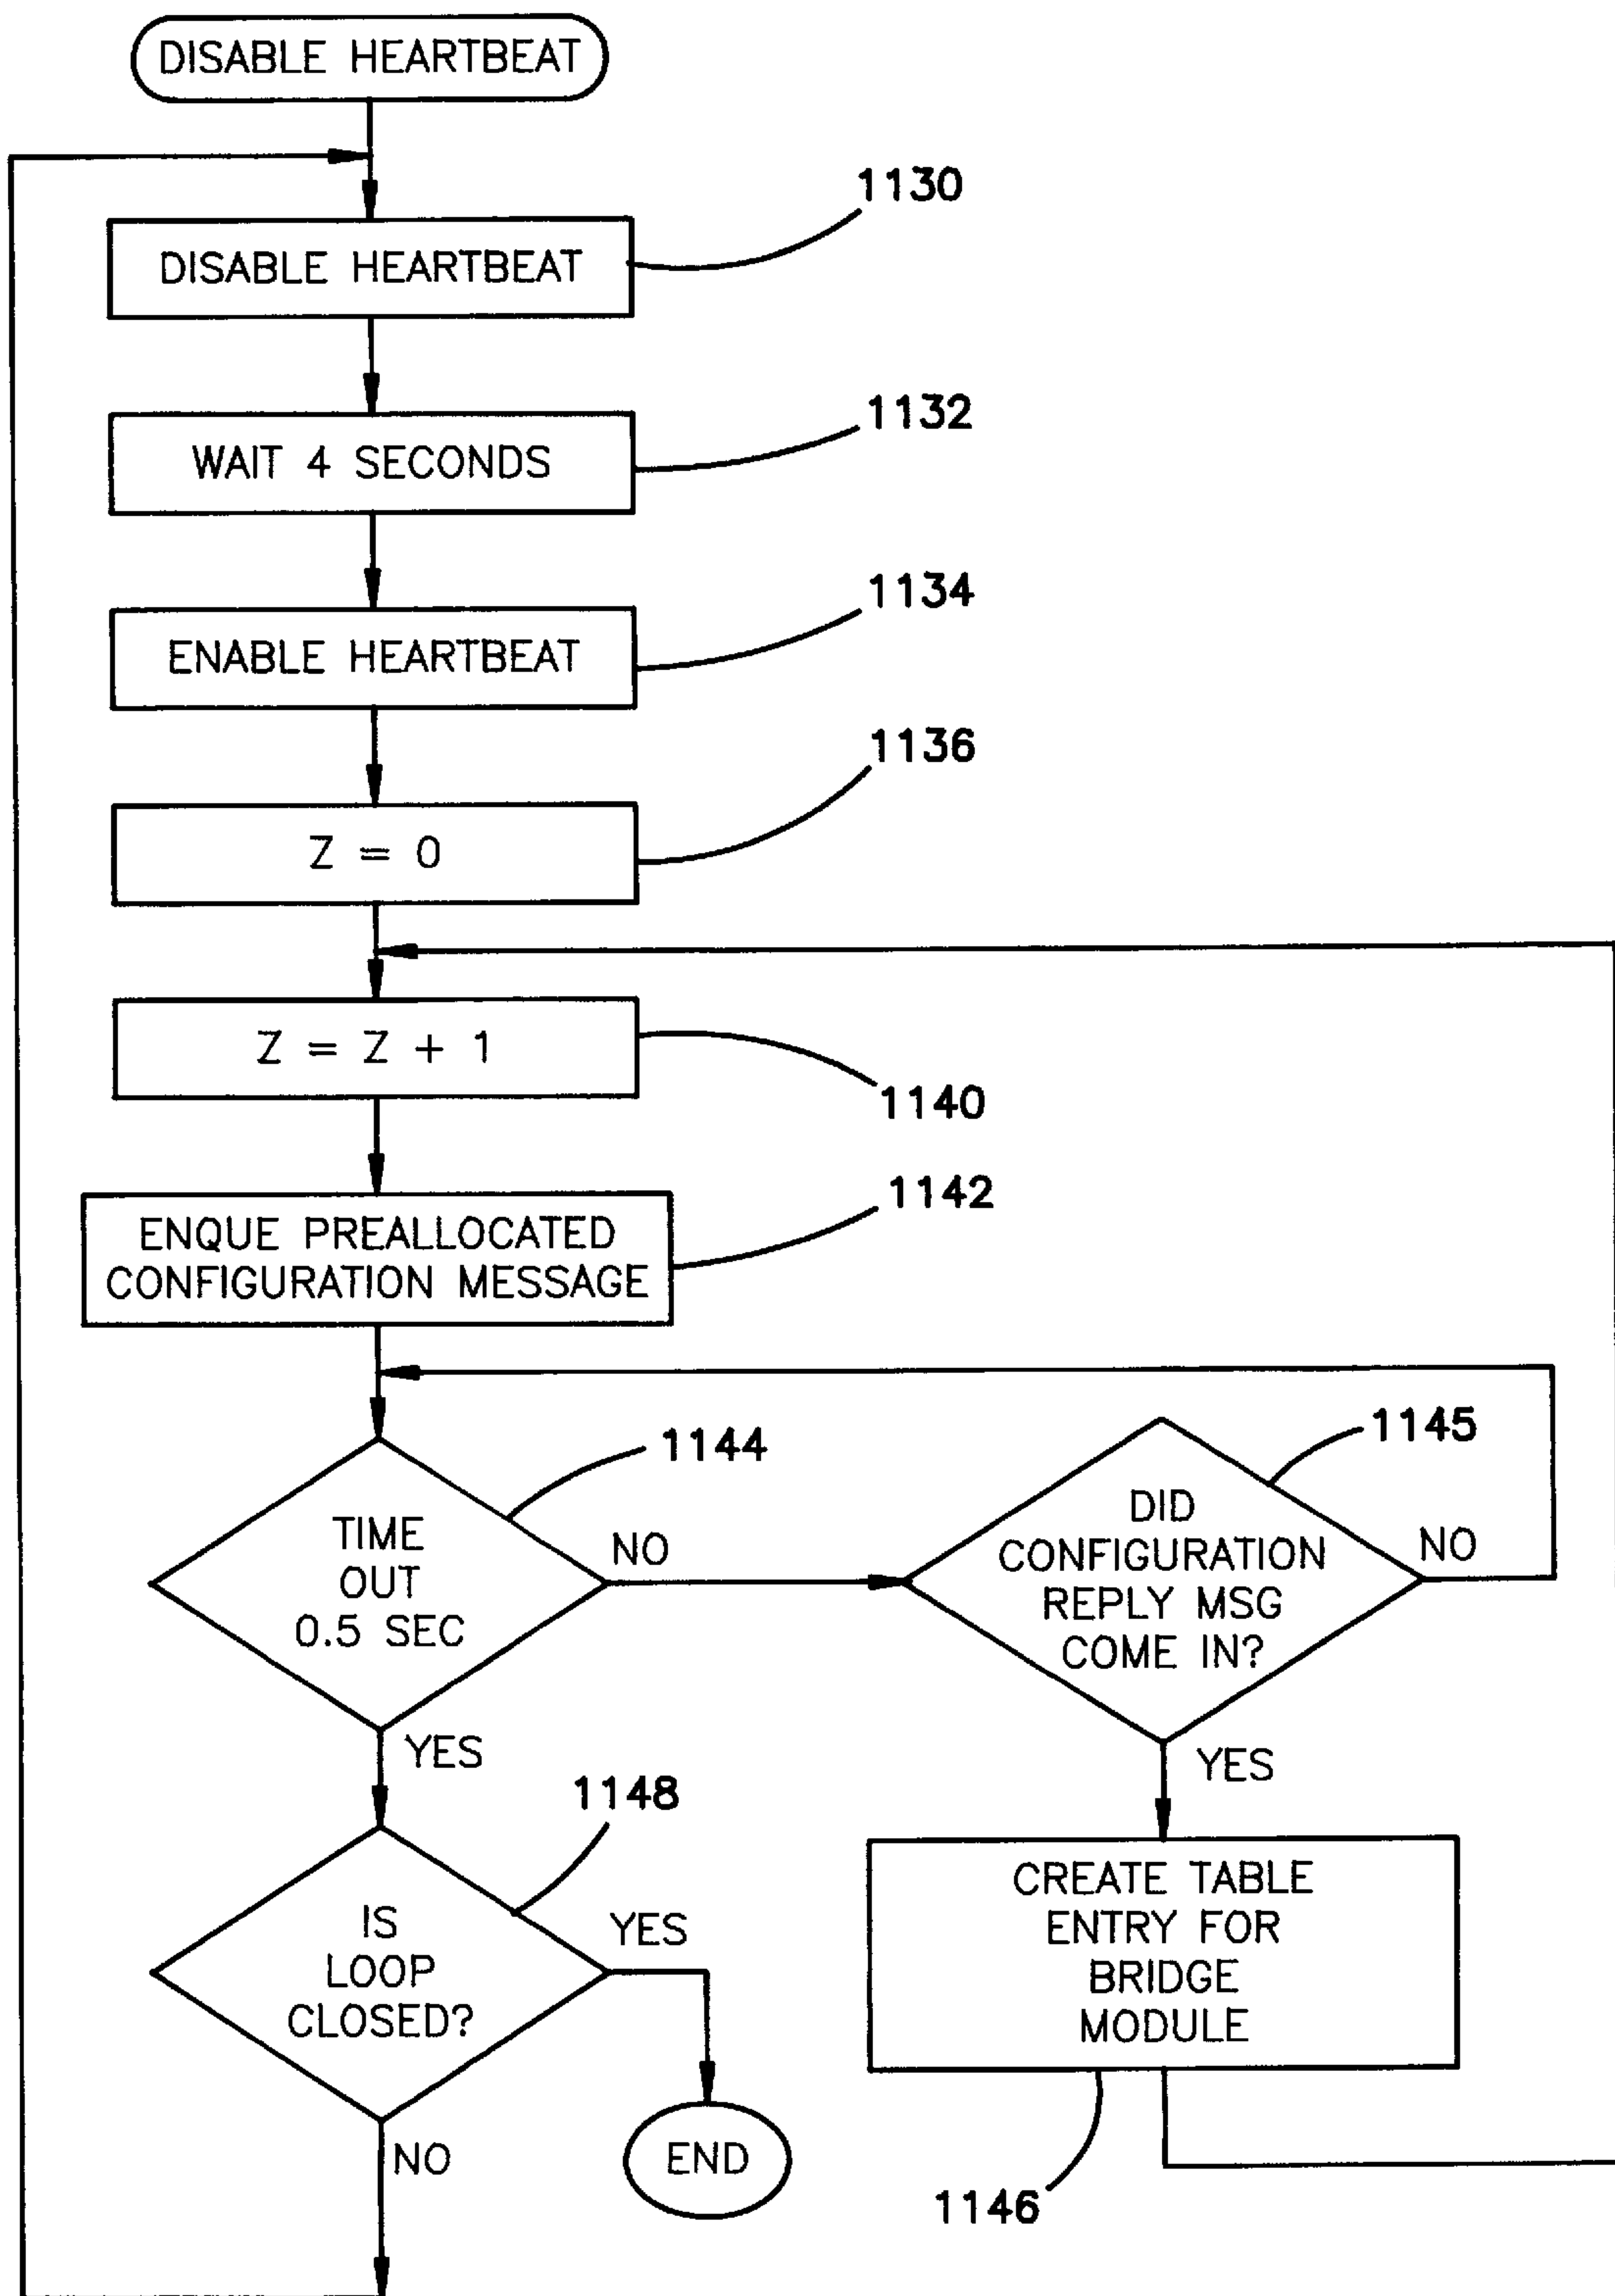 DISABLE HEARTBEAT
1130
DISABLE HEARTBEAT
1132
WAIT 4 SECONDS
1134
ENABLE HEARTBEAT
1136
Z = 0
Z = Z + 1
1140
1142
ENQUE PREALLOCATED
CONFIGURATION MESSAGE
1144
TIME
OUT
0.5 SEC
NO
YES
1145
DID
CONFIGURATION
REPLY MSG
COME IN?
NO
YES
1148
IS
LOOP
CLOSED?
YES
NO
END
CREATE TABLE
ENTRY FOR
BRIDGE
MODULE
1146